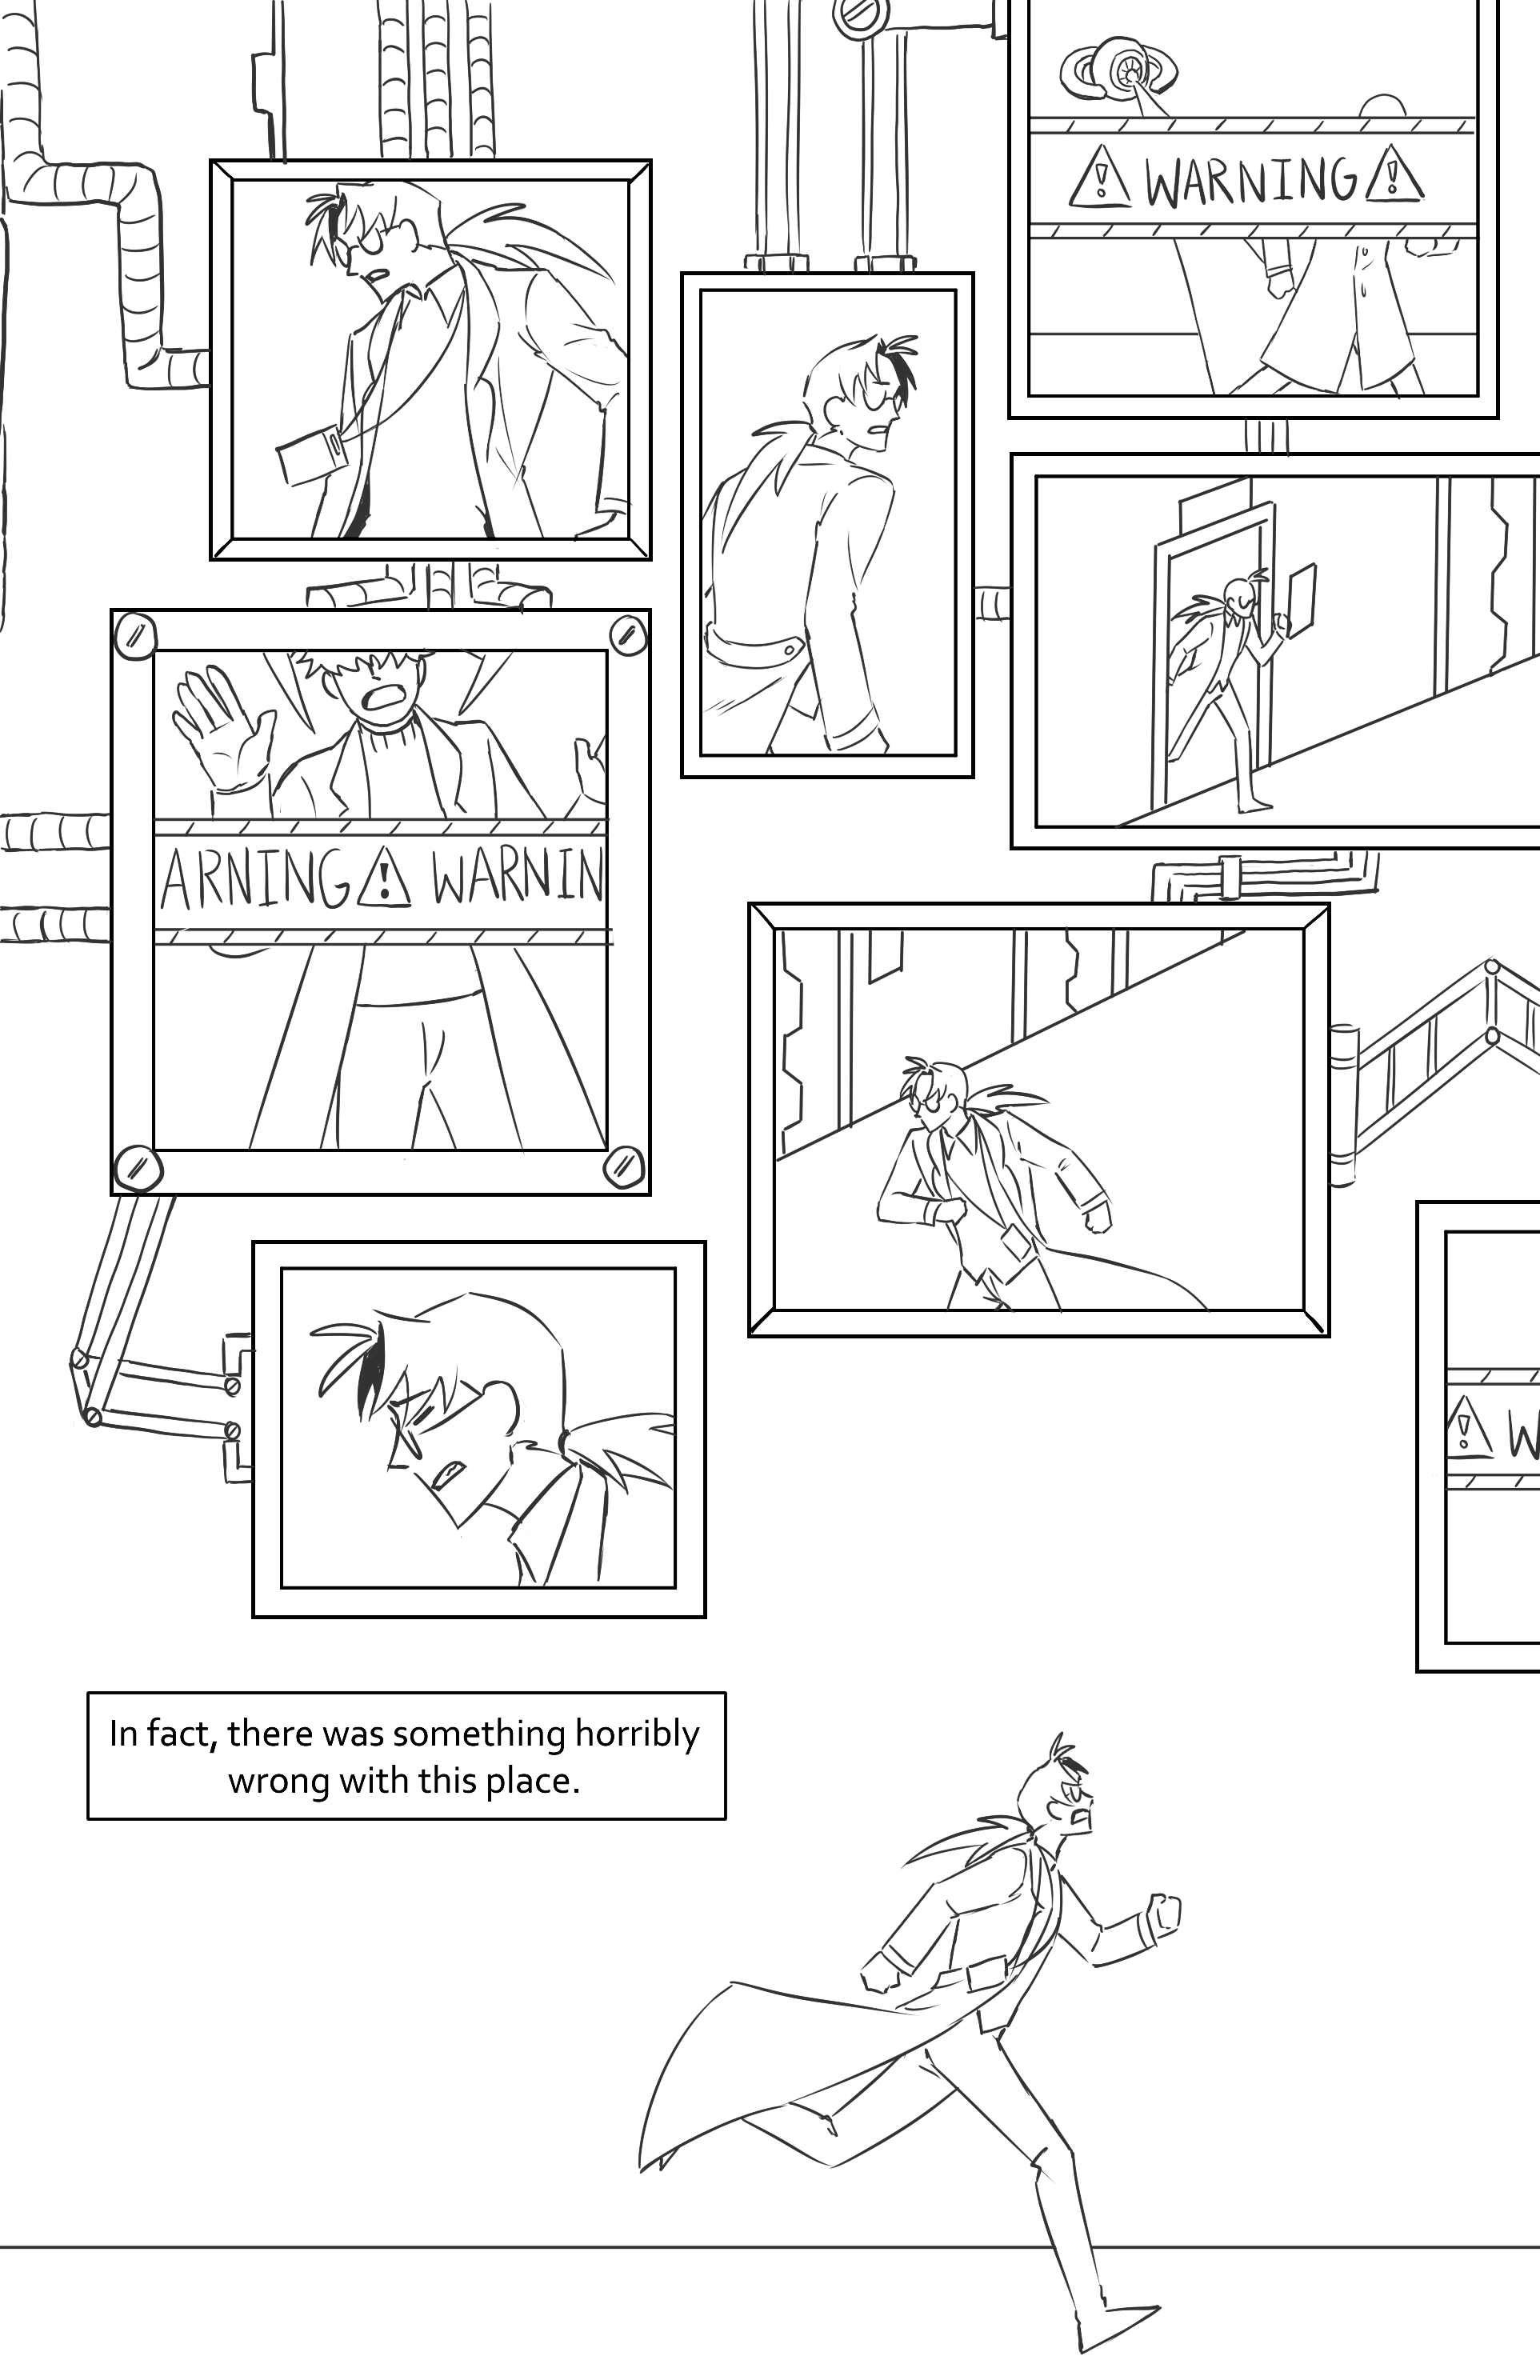 WARNING
ARNING WARNIN
W
In fact, there was something horribly
wrong with this place.